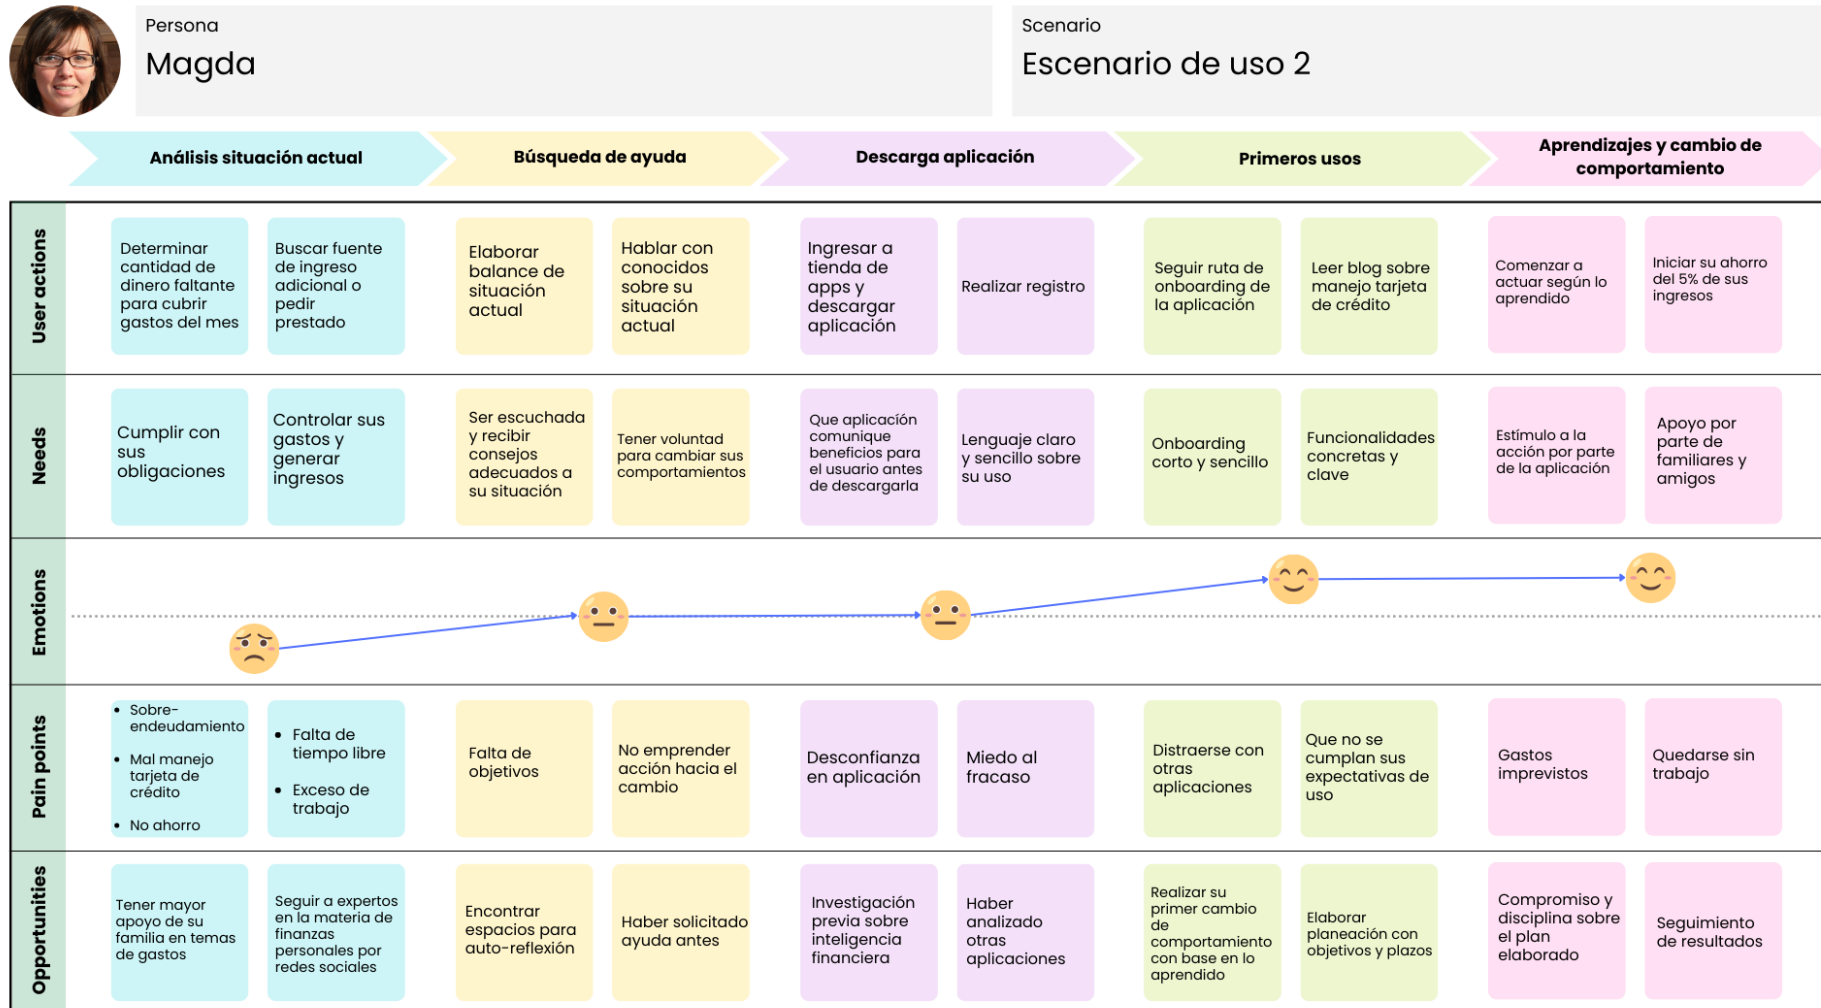 Persona
Magda
Scenario
Escenario de uso 2
Análisis situación actual
Búsqueda de ayuda
Descarga aplicación
Primeros usos
Aprendizajes y cambio de
comportamiento
User actions
Determinar
cantidad de
dinero faltante
para cubrir
gastos del mes
Buscar fuente
de ingreso
adicional o
pedir
prestado
Elaborar
balance de
situación
actual
Hablar con
conocidos
sobre su
situación
actual
Ingresar a
tienda de
apps y
descargar
aplicación
Realizar registro
Seguir ruta de
onboarding de
la aplicación
Leer blog sobre
manejo tarjeta
de crédito
Comenzar a
actuar según lo
aprendido
Iniciar su ahorro
del 5% de sus
ingresos
Needs
Cumplir con
sus
obligaciones
Controlar sus
gastos y
generar
ingresos
Ser escuchada
y recibir
consejos
adecuados a
su situación
Tener voluntad
para cambiar sus
comportamientos
Que aplicación
comunique
beneficios para
el usuario antes
de descargarla
Lenguaje claro
y sencillo sobre
su uso
Onboarding
corto y sencillo
Funcionalidades
concretas y
clave
Estímulo a la
acción por parte
de la aplicación
Apoyo por
parte de
familiares y
amigos
Emotions
Pain points
• Sobre-
endeudamiento
• Mal manejo
tarjeta de
crédito
• No ahorro
• Falta de
tiempo libre
• Exceso de
trabajo
Falta de
objetivos
No emprender
acción hacia el
cambio
Desconfianza
en aplicación
Miedo al
fracaso
Distraerse con
otras
aplicaciones
Que no se
cumplan sus
expectativas de
uso
Gastos
imprevistos
Quedarse sin
trabajo
Opportunities
Tener mayor
apoyo de su
familia en temas
de gastos
Seguir a expertos
en la materia de
finanzas
personales por
redes sociales
Encontrar
espacios para
auto-reflexión
Haber solicitado
ayuda antes
Investigación
previa sobre
inteligencia
financiera
Haber
analizado
otras
aplicaciones
Realizar su
primer cambio
de
comportamiento
con base en lo
aprendido
Elaborar
planeación con
objetivos y plazos
Compromiso y
disciplina sobre
el plan
elaborado
Seguimiento
de resultados